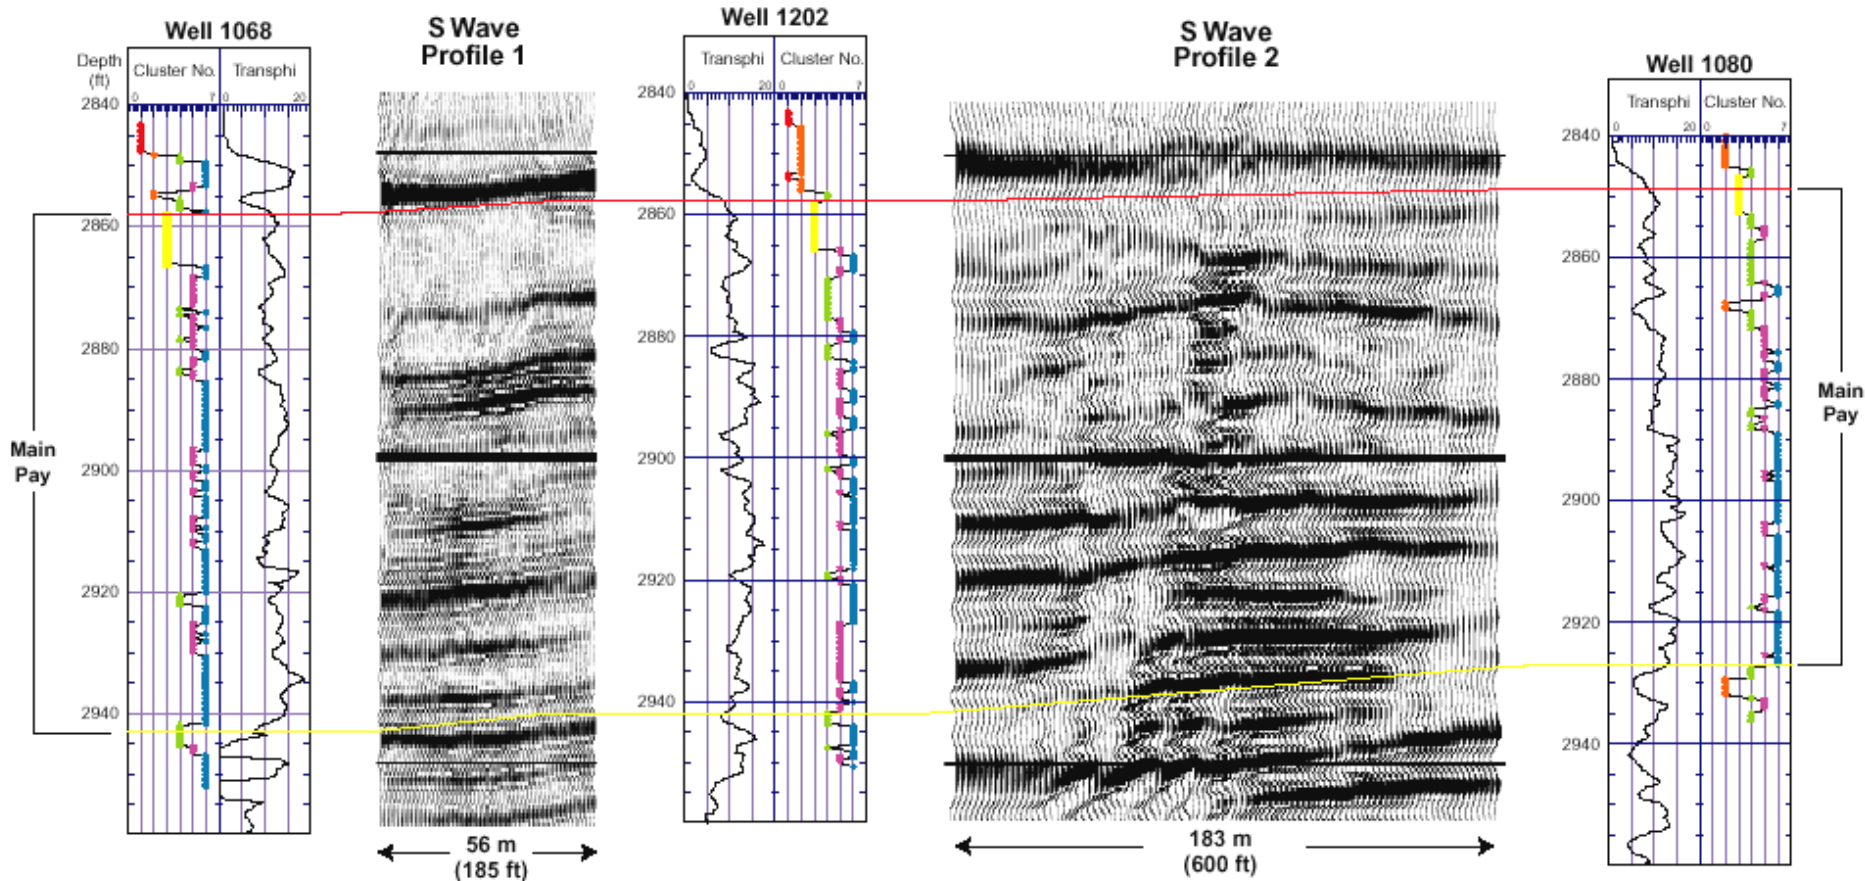 Well 1068
Depth
(ft)
Cluster No.
Transphi
0
7
0
20
2840
2860
2880
2900
2920
2940
Main
Pay
S Wave
Profile 1
56 m
(185 ft)
Well 1202
Transphi
Cluster No.
0
20
0
7
2840
2860
2880
2900
2920
2940
S Wave
Profile 2
183 m
(600 ft)
Well 1080
Transphi
Cluster No.
0
20
0
7
2840
2860
2880
2900
2920
2940
Main
Pay